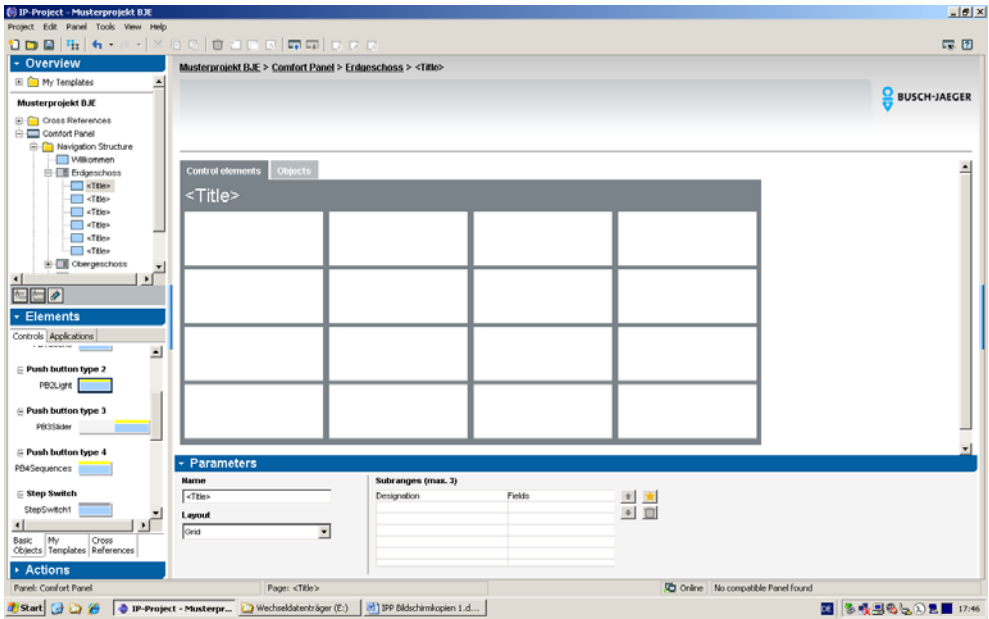 IP-Project - Musterprojekt BJE
Project Edit Panel Tools View Help
Overview
My Templates
Musterprojekt BJE
Cross References
Comfort Panel
Navigation Structure
Willkommen
Erdgeschoss
<Title>
<Title>
<Title>
<Title>
<Title>
<Title>
Obergeschoss
Elements
Controls Applications
Push button type 2
PB2Light
Push button type 3
PB3Slider
Push button type 4
PB4Sequences
Step Switch
StepSwitch1
Basic Objects
My Templates
Cross References
Actions
Musterprojekt BJE > Comfort Panel > Erdgeschoss > <Title>
BUSCH-JAEGER
Control elements Objects
<Title>
Parameters
Name
<Title>
Layout
Grid
Subranges (max. 3)
Designation Fields
Panel: Comfort Panel Page: <Title> Online No compatible Panel found
Start IP-Project - Musterpr... Wechseldatenträger (E:) IPP Bildschirmkopien 1.d... DE 17:46